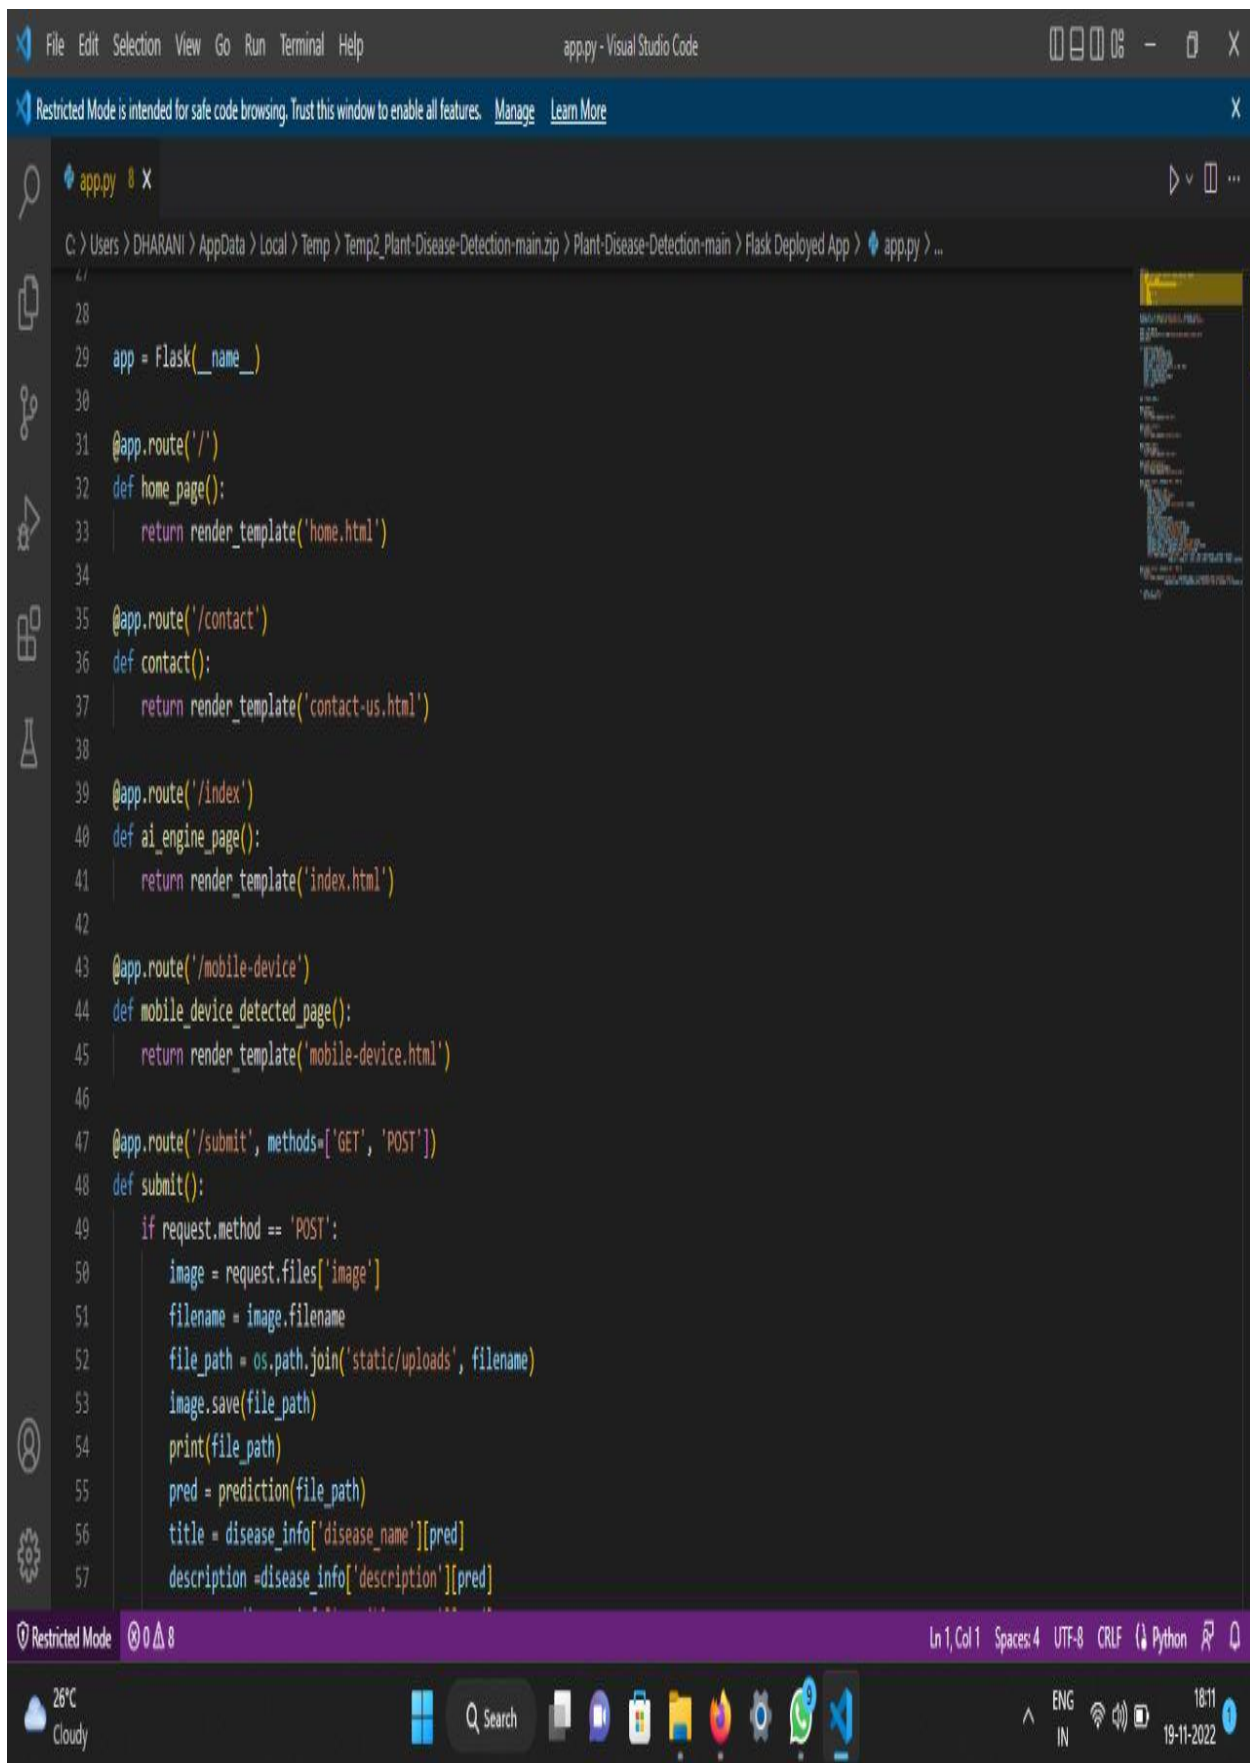 File Edit Selection View Go Run Terminal Help app.py - Visual Studio Code
Restricted Mode is intended for safe code browsing. Trust this window to enable all features. Manage Learn More
app.py 8
C: > Users > DHARANI > AppData > Local > Temp > Temp2_Plant-Disease-Detection-main.zip > Plant-Disease-Detection-main > Flask Deployed App > app.py > ...
27
28
29 app = Flask(__name__)
30
31 @app.route('/')
32 def home_page():
33 return render_template('home.html')
34
35 @app.route('/contact')
36 def contact():
37 return render_template('contact-us.html')
38
39 @app.route('/index')
40 def ai_engine_page():
41 return render_template('index.html')
42
43 @app.route('/mobile-device')
44 def mobile_device_detected_page():
45 return render_template('mobile-device.html')
46
47 @app.route('/submit', methods=['GET', 'POST'])
48 def submit():
49 if request.method == 'POST':
50 image = request.files['image']
51 filename = image.filename
52 file_path = os.path.join('static/uploads', filename)
53 image.save(file_path)
54 print(file_path)
55 pred = prediction(file_path)
56 title = disease_info['disease_name'][pred]
57 description =disease_info['description'][pred]
Restricted Mode 0 8 Ln 1, Col 1 Spaces: 4 UTF-8 CRLF Python
26°C
Cloudy
Search
9
ENG
IN
18:11
19-11-2022
1